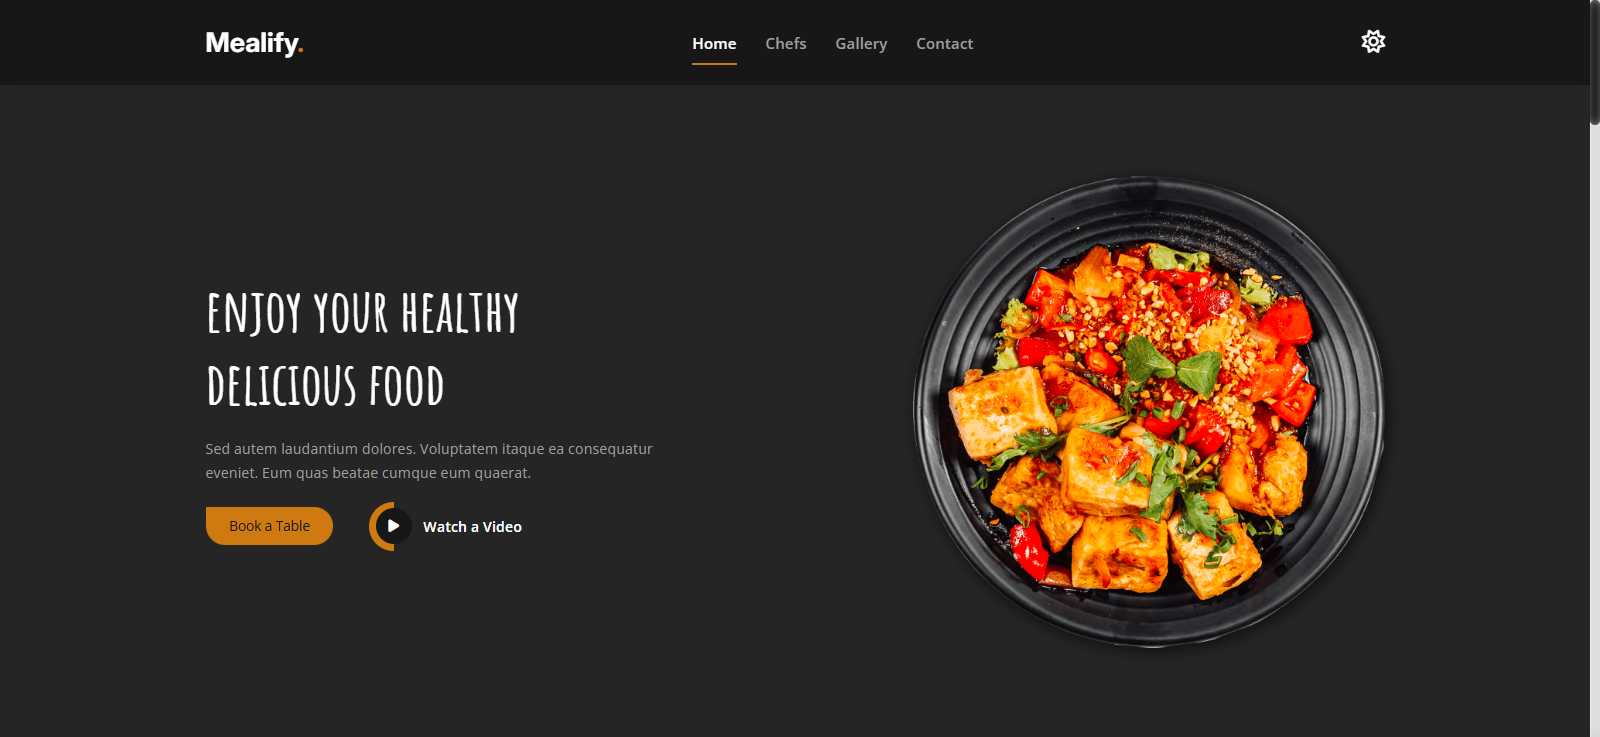 Mealify.
Home Chefs Gallery Contact
ENJOY YOUR HEALTHY
DELICIOUS FOOD
Sed autem laudantium dolores. Voluptatem itaque ea consequatur
eveniet. Eum quas beatae cumque eum quaerat.
Book a Table
Watch a Video